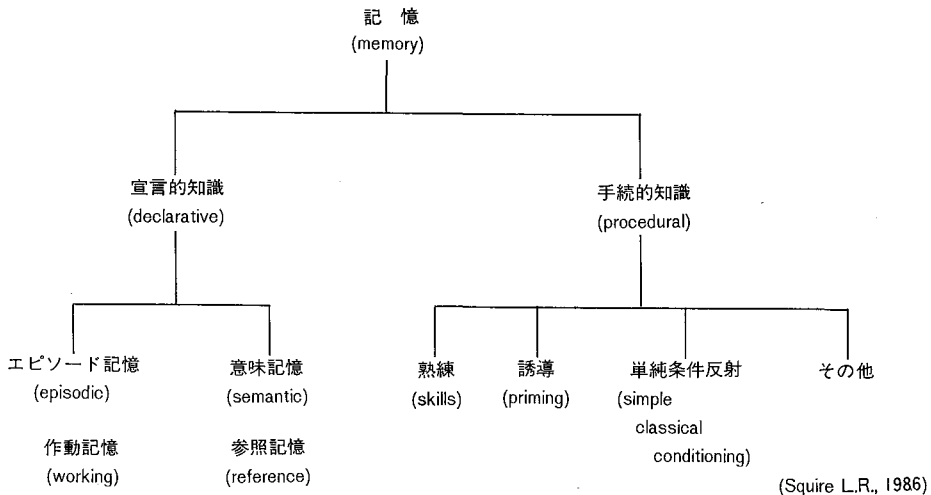 記 憶
(memory)
宣言的知識
(declarative)
手続的知識
(procedural)
エピソード記憶
(episodic)
作動記憶
(working)
意味記憶
(semantic)
参照記憶
(reference)
熟練
(skills)
誘導
(priming)
単純条件反射
(simple
classical
conditioning)
その他
(Squire L.R., 1986)